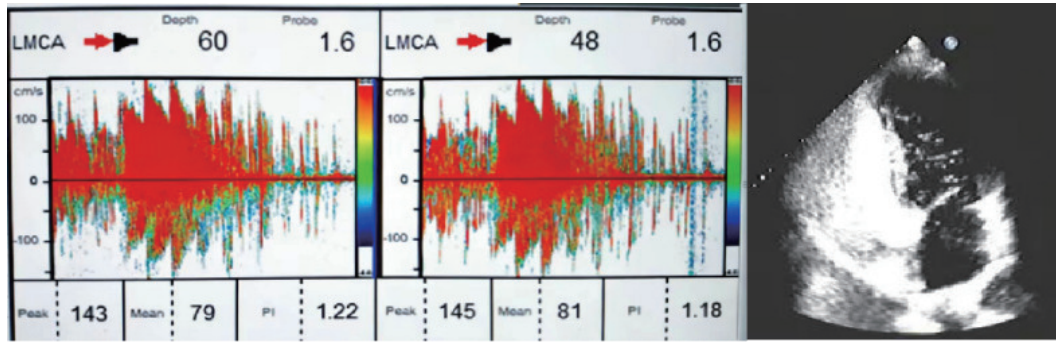 Depth Probe
LMCA 60 1.6
cm/s
100
0
-100
Peak 143 Mean 79 PI 1.22
Depth Probe
LMCA 48 1.6
cm/s
100
0
-100
Peak 145 Mean 81 PI 1.18